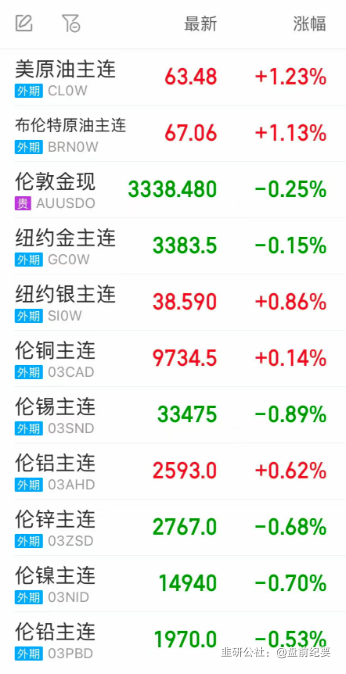 最新 涨幅
美原油主连 63.48 +1.23%
外期 CL0W
布伦特原油主连 67.06 +1.13%
外期 BRN0W
伦敦金现 3338.480 -0.25%
贵 AUUSDO
纽约金主连 3383.5 -0.15%
外期 GC0W
纽约银主连 38.590 +0.86%
外期 SI0W
伦铜主连 9734.5 +0.14%
外期 03CAD
伦锡主连 33475 -0.89%
外期 03SND
伦铝主连 2593.0 +0.62%
外期 03AHD
伦锌主连 2767.0 -0.68%
外期 03ZSD
伦镍主连 14940 -0.70%
外期 03NID
伦铅主连 1970.0 -0.53%
外期 03PBD
韭研公社：@盘前纪要